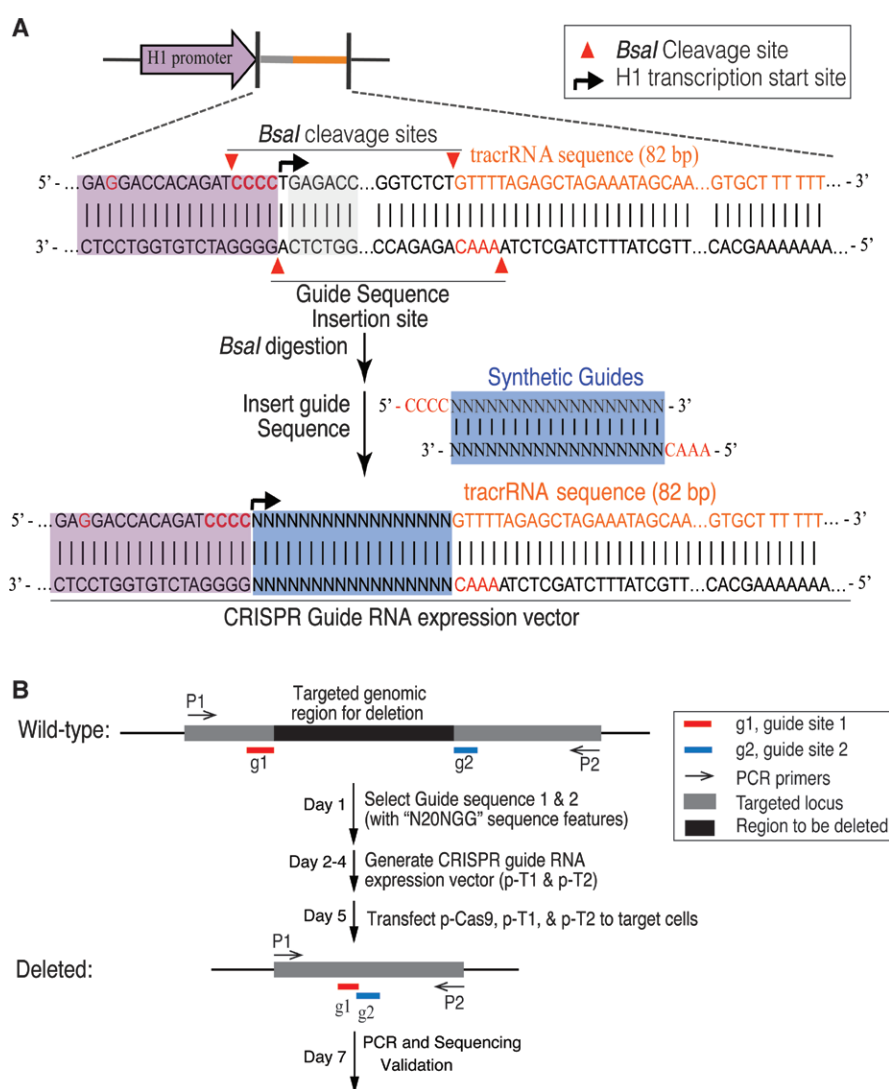 A
H1 promoter
BsaI Cleavage site
H1 transcription start site
BsaI cleavage sites
tracrRNA sequence (82 bp)
5' - ...GAGGACCACAGATCCCCTGAGACC...GGTCTCTGTTTTAGAGCTAGAAATAGCAA...GTGCT TTTTT... - 3'
3' - ...CTCCTGGTGTCTAGGGGACTCTGG...CCAGAGACAAAATCTCGATCTTTATCGTT...CACGAAAAAAA... -5'
Guide Sequence
Insertion site
BsaI digestion
Synthetic Guides
Insert guide
Sequence
5' - CCCCNNNNNNNNNNNNNNNNNN - 3'
3' - NNNNNNNNNNNNNNNNNNCAAA - 5'
tracrRNA sequence (82 bp)
5' - ...GAGGACCACAGATCCCCNNNNNNNNNNNNNNNNNGTTTTAGAGCTAGAAATAGCAA...GTGCT TTTTT... - 3'
3' - ...CTCCTGGTGTCTAGGGGNNNNNNNNNNNNNNNNNCAAAATCTCGATCTTTATCGTT...CACGAAAAAAA... - 5'
CRISPR Guide RNA expression vector
B
P1
Targeted genomic
region for deletion
Wild-type:
g1
g2
P2
g1, guide site 1
g2, guide site 2
PCR primers
Targeted locus
Region to be deleted
Day 1
Select Guide sequence 1 & 2
(with "N20NGG" sequence features)
Day 2-4
Generate CRISPR guide RNA
expression vector (p-T1 & p-T2)
Day 5
Transfect p-Cas9, p-T1, & p-T2 to target cells
P1
Deleted:
g1
g2
P2
Day 7
PCR and Sequencing
Validation